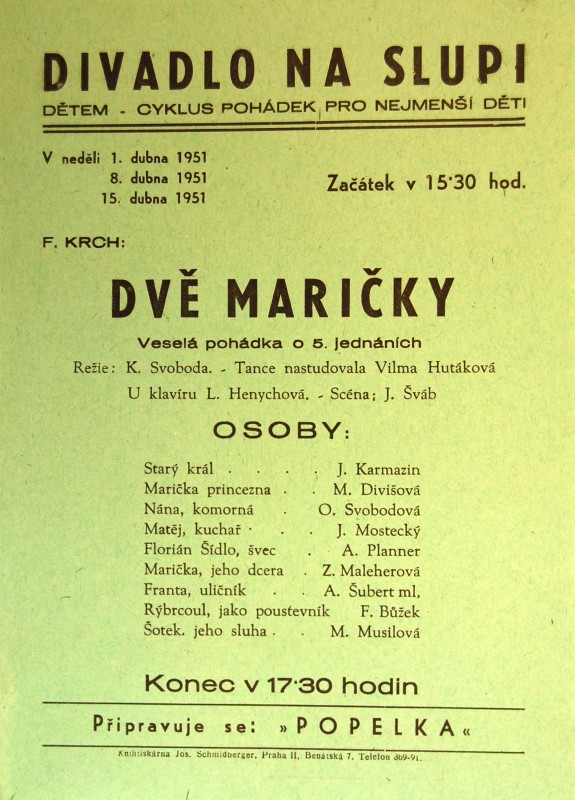 DIVADLO NA SLUPI
DĚTEM - CYKLUS POHÁDEK PRO NEJMENŠÍ DĚTI
V neděli 1. dubna 1951
8. dubna 1951
15. dubna 1951
Začátek v 15·30 hod.
F. KRCH:
DVĚ MARIČKY
Veselá pohádka o 5. jednáních
Režie: K. Svoboda. - Tance nastudovala Vilma Hutáková
U klavíru L. Henychová. - Scéna; J. Šváb
OSOBY:
Starý král . . . . J. Karmazin
Marička princezna . . M. Divišová
Nána, komorná . O. Svobodová
Matěj, kuchař . . J. Mostecký
Florián Šídlo, švec . A. Planner
Marička, jeho dcera . Z. Maleherová
Franta, uličník . . A. Šubert ml.
Rýbrcoul, jako poustevník F. Bůžek
Šotek, jeho sluha . . M. Musilová
Konec v 17·30 hodin
Připravuje se: »POPELKA«
Knihtiskárna Jos. Schmidberger, Praha II, Benátská 7. Telefon 369-91.